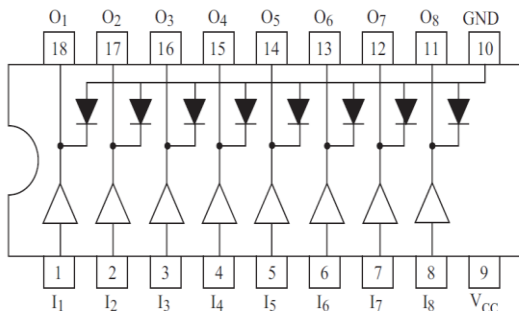 O1 O2 O3 O4 O5 O6 O7 O8 GND
18 17 16 15 14 13 12 11 10
1 2 3 4 5 6 7 8 9
I1 I2 I3 I4 I5 I6 I7 I8 VCC